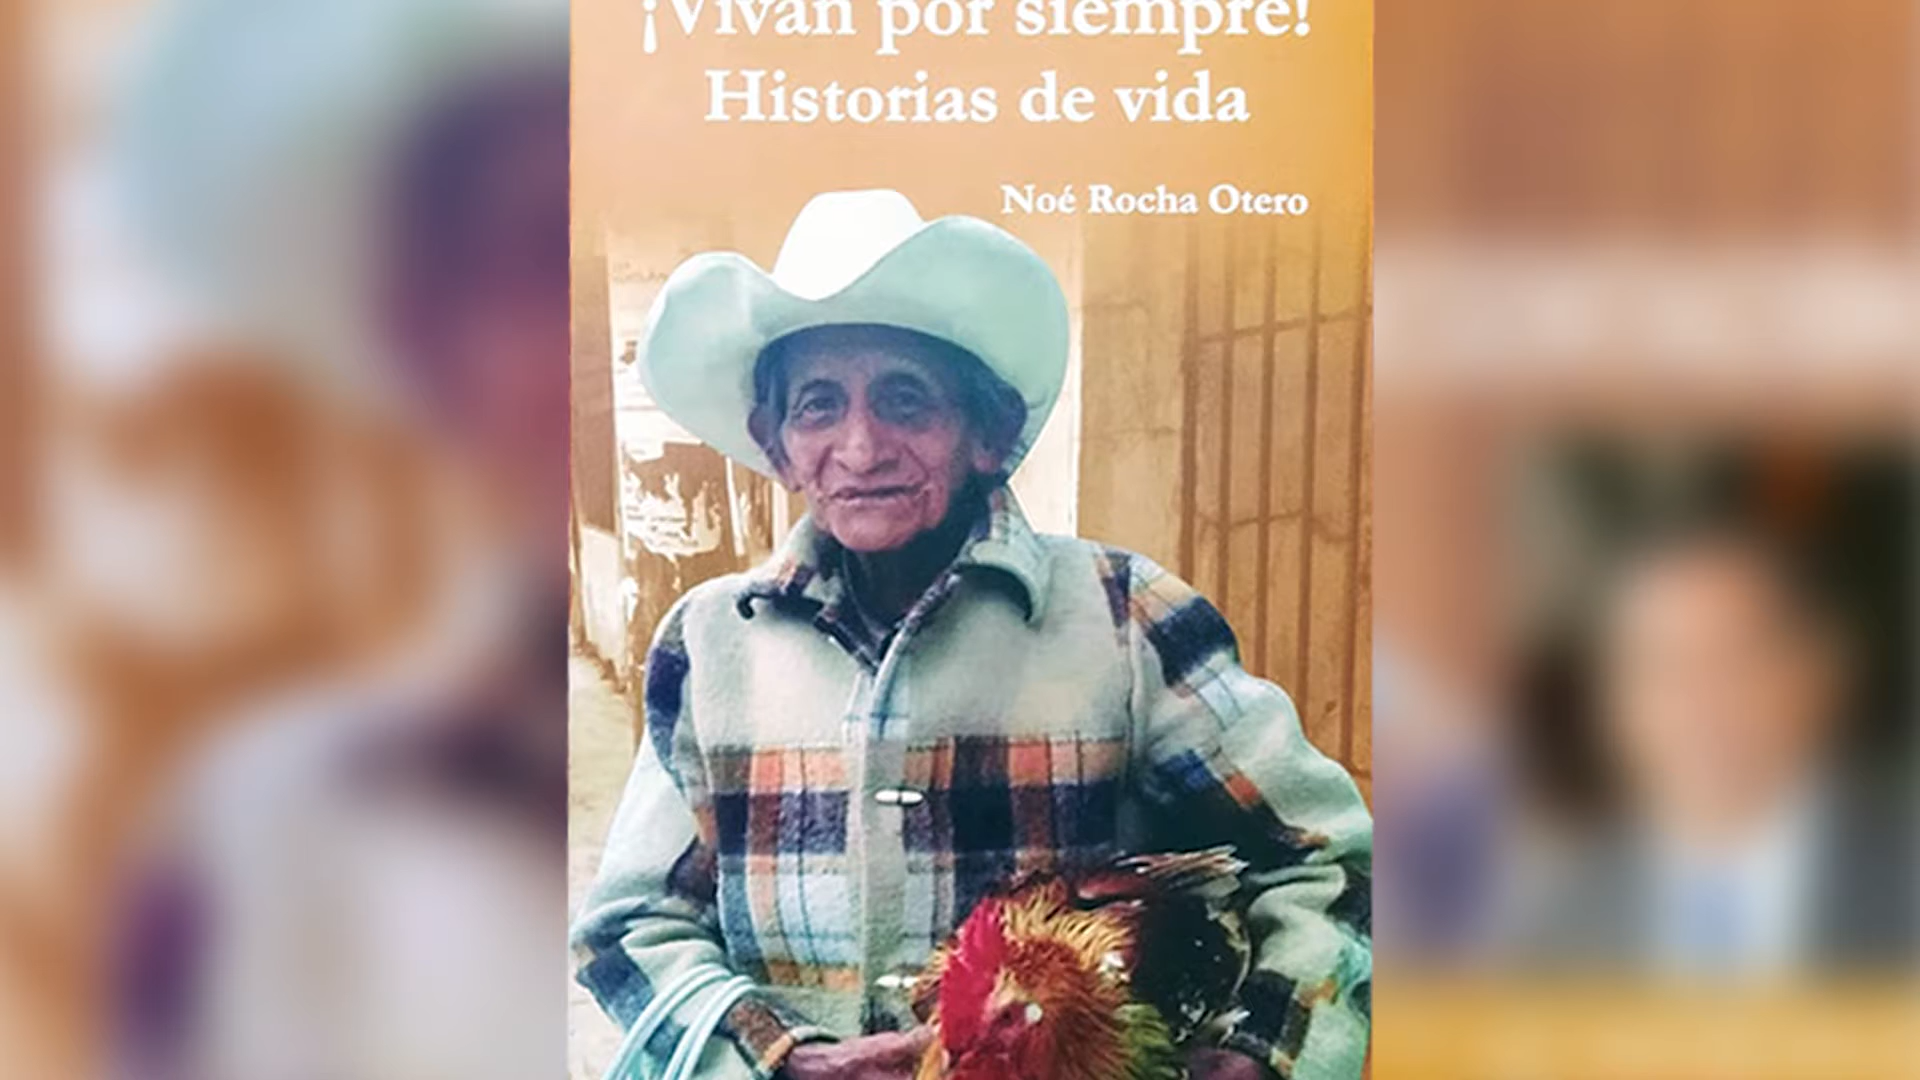 ¡Vivan por siempre!
Historias de vida
Noé Rocha Otero